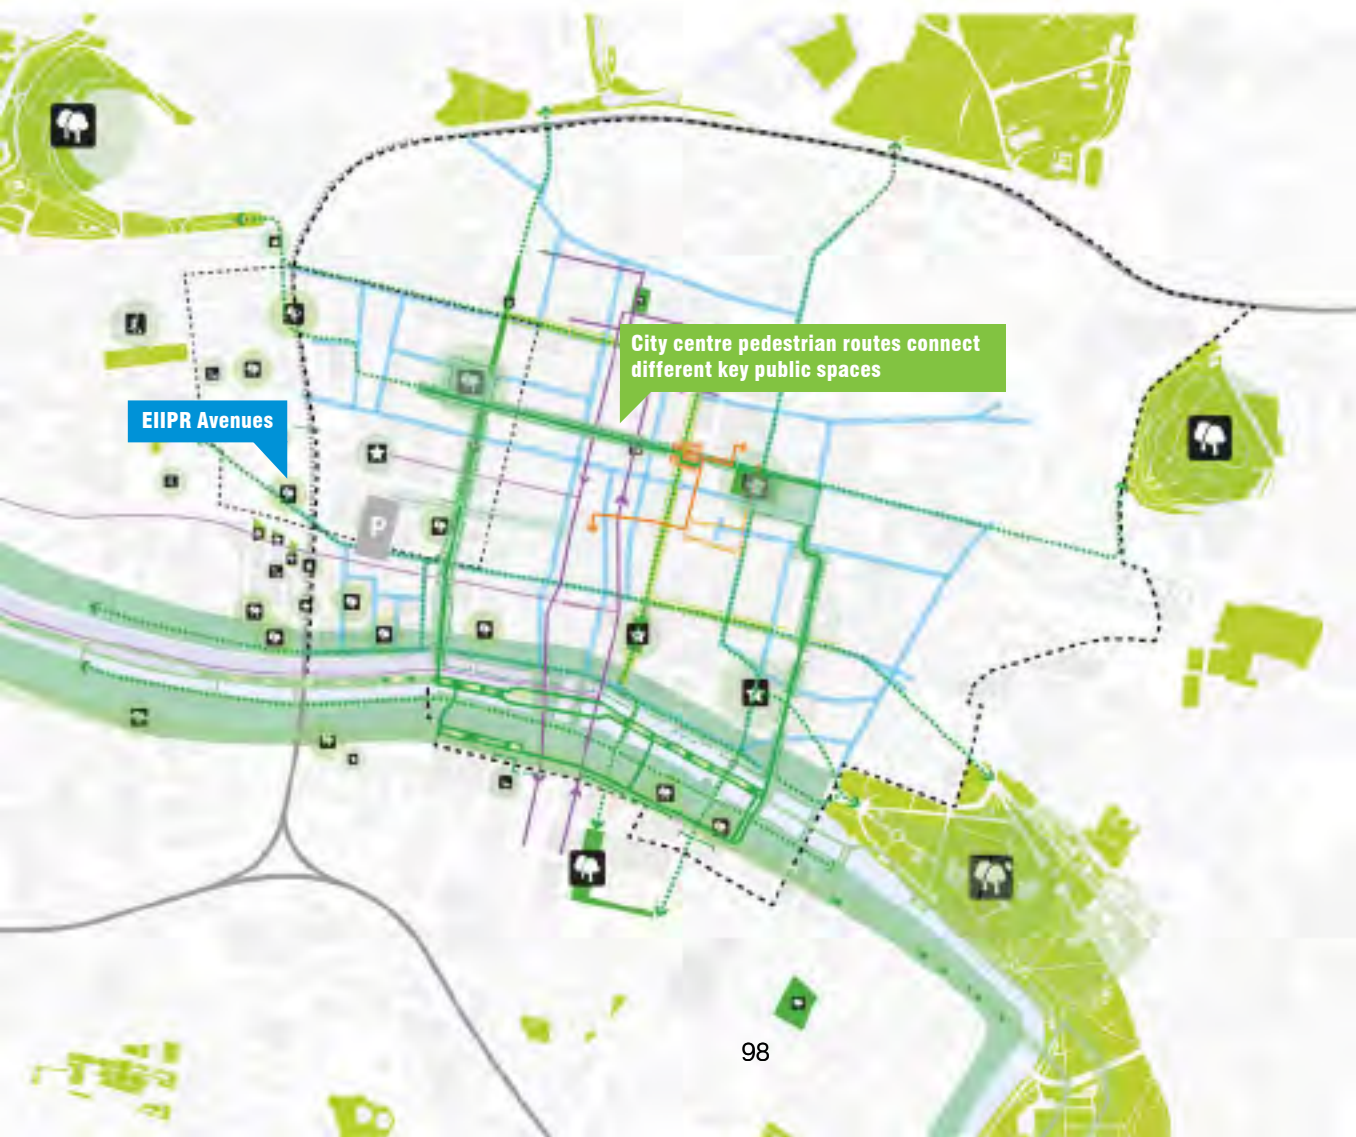 City centre pedestrian routes connect
different key public spaces
EIIPR Avenues
P
98